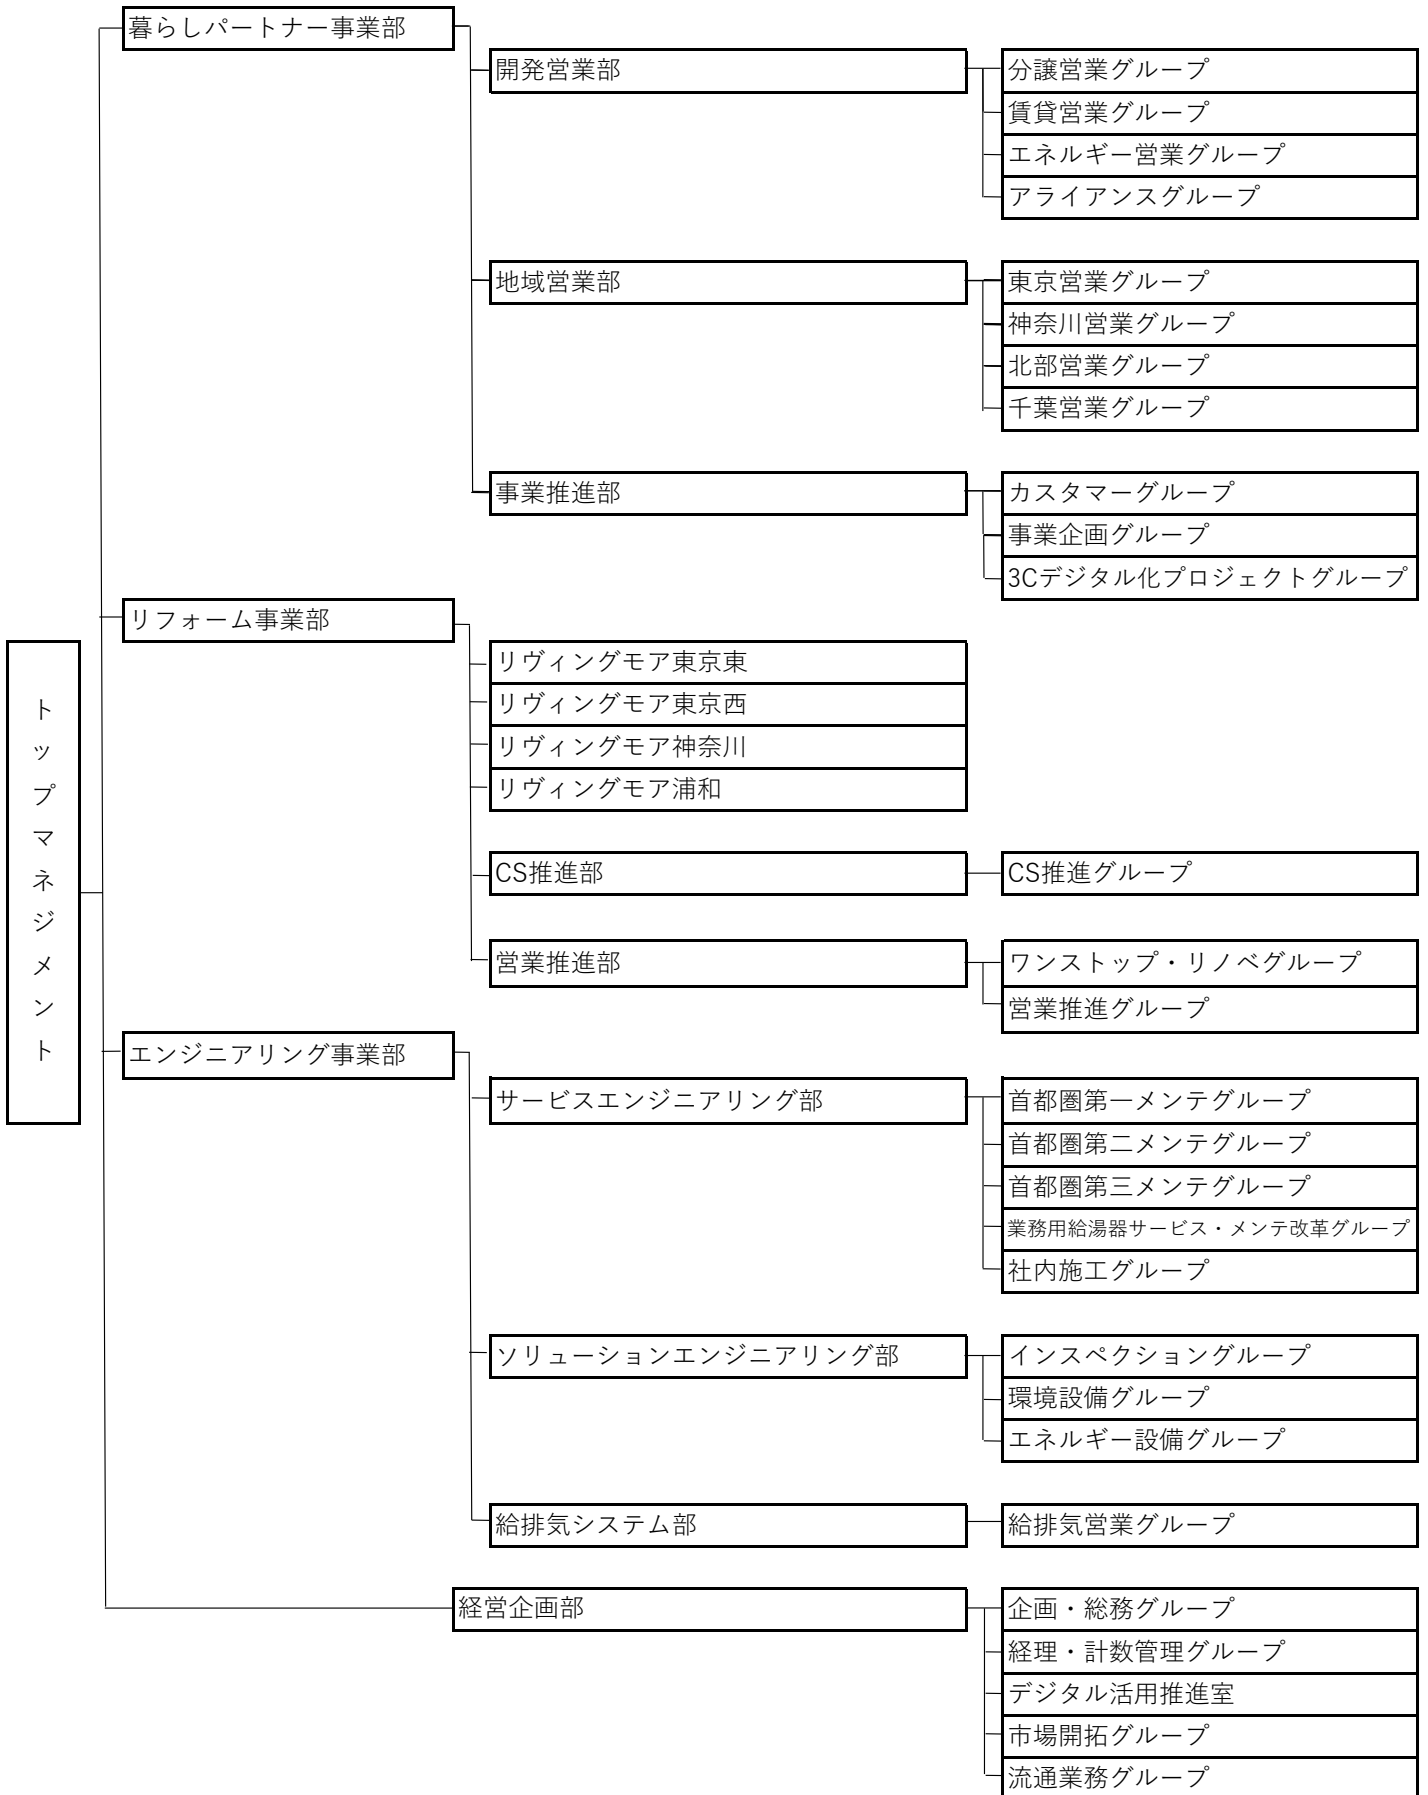 暮らしパートナー事業部
開発営業部
分譲営業グループ
賃貸営業グループ
エネルギー営業グループ
アライアンスグループ
地域営業部
東京営業グループ
神奈川営業グループ
北部営業グループ
千葉営業グループ
事業推進部
カスタマーグループ
事業企画グループ
3Cデジタル化プロジェクトグループ
リフォーム事業部
リヴィングモア東京東
リヴィングモア東京西
リヴィングモア神奈川
リヴィングモア浦和
トップマネジメント
CS推進部
CS推進グループ
営業推進部
ワンストップ・リノベグループ
営業推進グループ
エンジニアリング事業部
サービスエンジニアリング部
首都圏第一メンテグループ
首都圏第二メンテグループ
首都圏第三メンテグループ
業務用給湯器サービス・メンテ改革グループ
社内施工グループ
ソリューションエンジニアリング部
インスペクショングループ
環境設備グループ
エネルギー設備グループ
給排気システム部
給排気営業グループ
経営企画部
企画・総務グループ
経理・計数管理グループ
デジタル活用推進室
市場開拓グループ
流通業務グループ